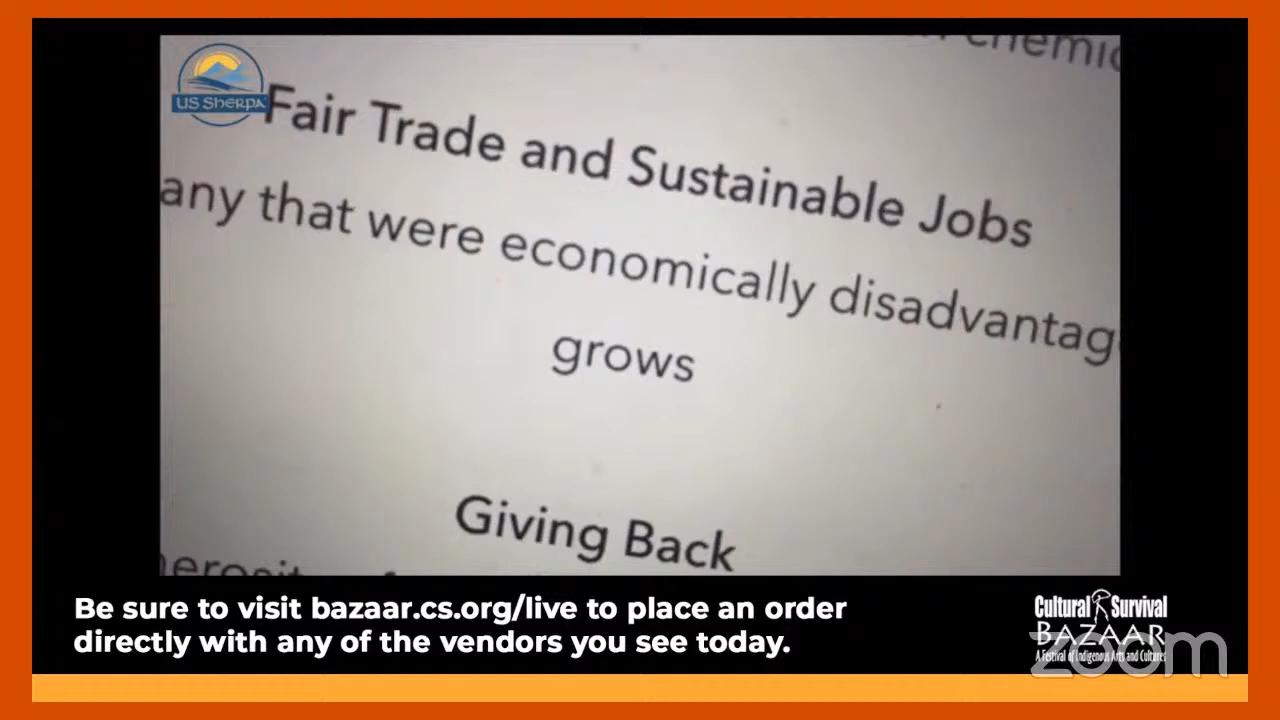 US SHERPA
chemic
Fair Trade and Sustainable Jobs
any that were economically disadvantag
grows
Giving Back
Be sure to visit bazaar.cs.org/live to place an order
directly with any of the vendors you see today.
Cultural Survival
BAZAAR
A Festival of Indigenous Arts and Cultures
zoom